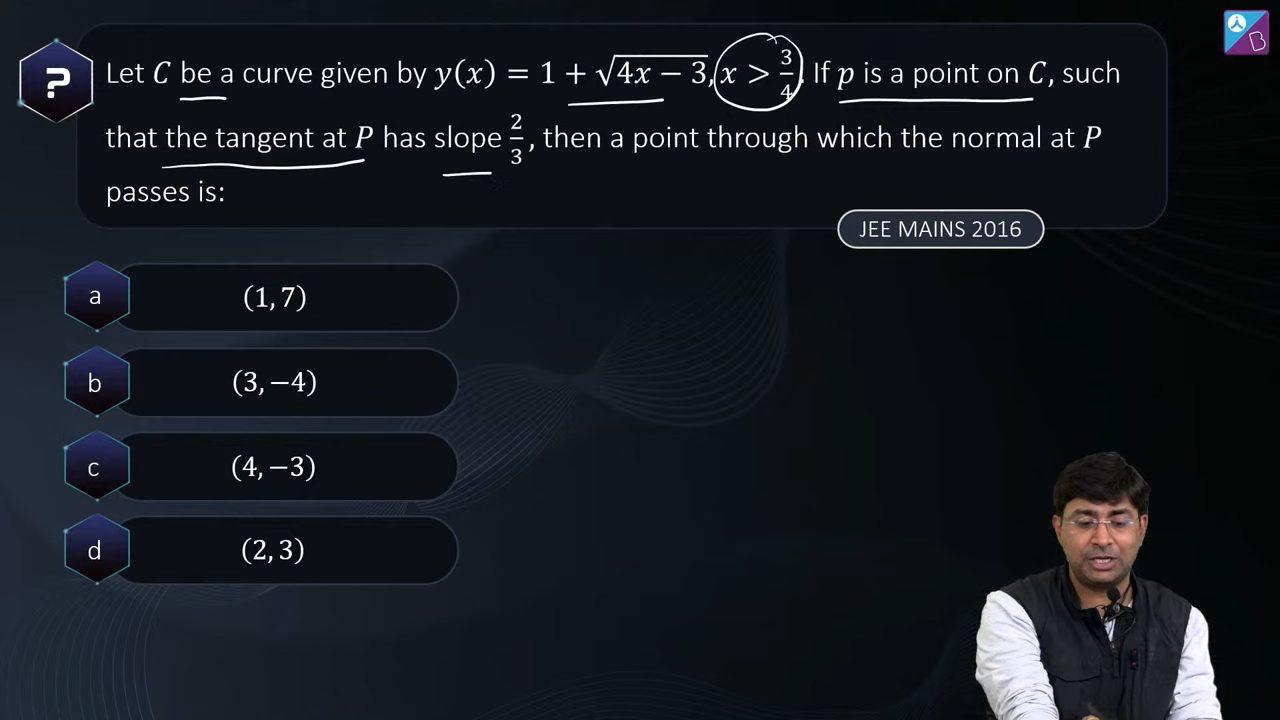 ?
Let C be a curve given by y(x) = 1 + √(4x − 3), x > 3/4. If p is a point on C, such
that the tangent at P has slope 2/3, then a point through which the normal at P
passes is:
JEE MAINS 2016
a (1, 7)
b (3, −4)
c (4, −3)
d (2, 3)
B